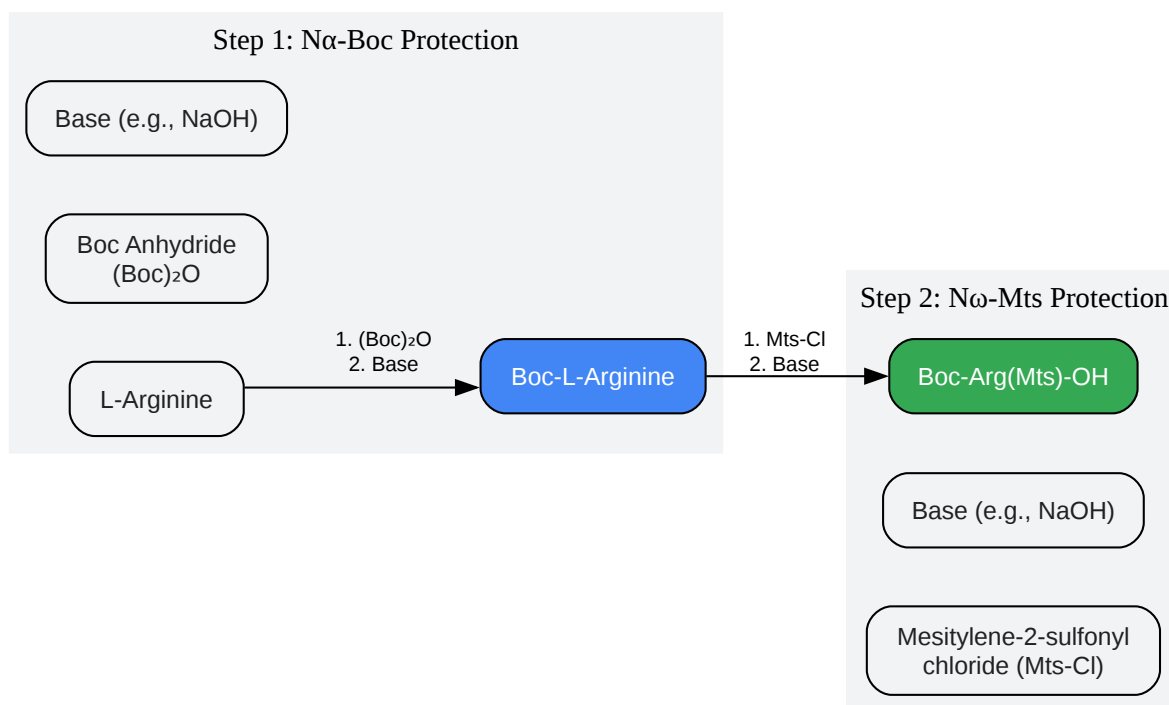 Step 1: Nα-Boc Protection
Base (e.g., NaOH)
Boc Anhydride
(Boc)₂O
L-Arginine
1. (Boc)₂O
2. Base
Boc-L-Arginine
1. Mts-Cl
2. Base
Step 2: Nω-Mts Protection
Boc-Arg(Mts)-OH
Base (e.g., NaOH)
Mesitylene-2-sulfonyl
chloride (Mts-Cl)